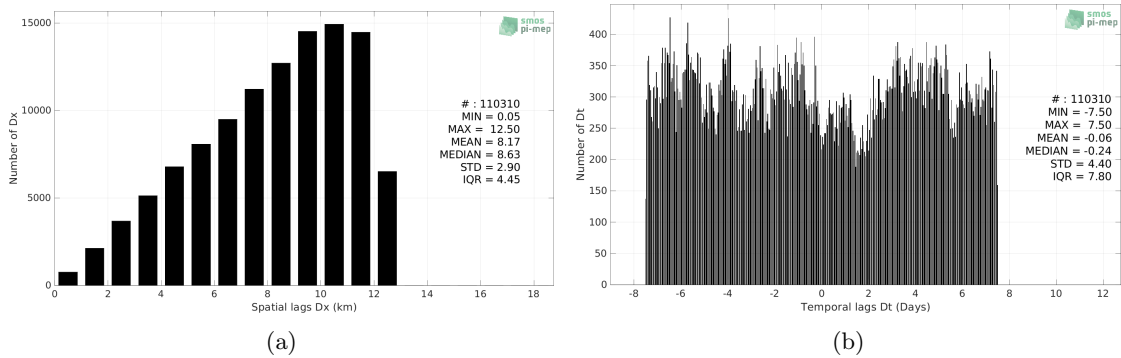 15000
10000
5000
0
0 2 4 6 8 10 12 14 16 18
Number of Dx
Spatial lags Dx (km)
smos
pi-mep
# : 110310
MIN = 0.05
MAX = 12.50
MEAN = 8.17
MEDIAN = 8.63
STD = 2.90
IQR = 4.45
(a)
400
350
300
250
200
150
100
50
0
-8 -6 -4 -2 0 2 4 6 8 10 12
Number of Dt
Temporal lags Dt (Days)
smos
pi-mep
# : 110310
MIN = -7.50
MAX = 7.50
MEAN = -0.06
MEDIAN = -0.24
STD = 4.40
IQR = 7.80
(b)